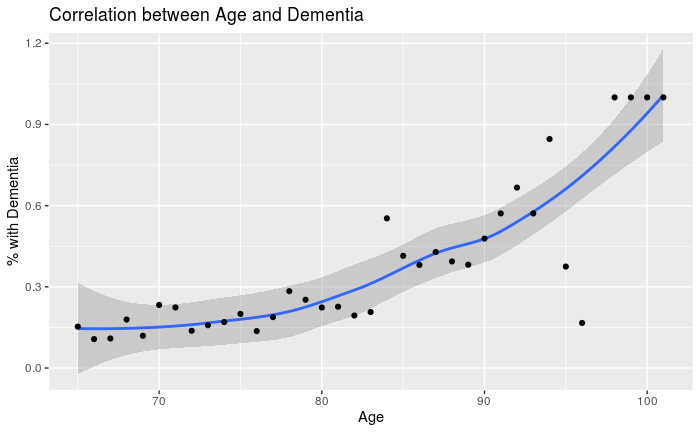 Correlation between Age and Dementia
1.2
0.9
0.6
0.3
0.0
% with Dementia
70 80 90 100
Age